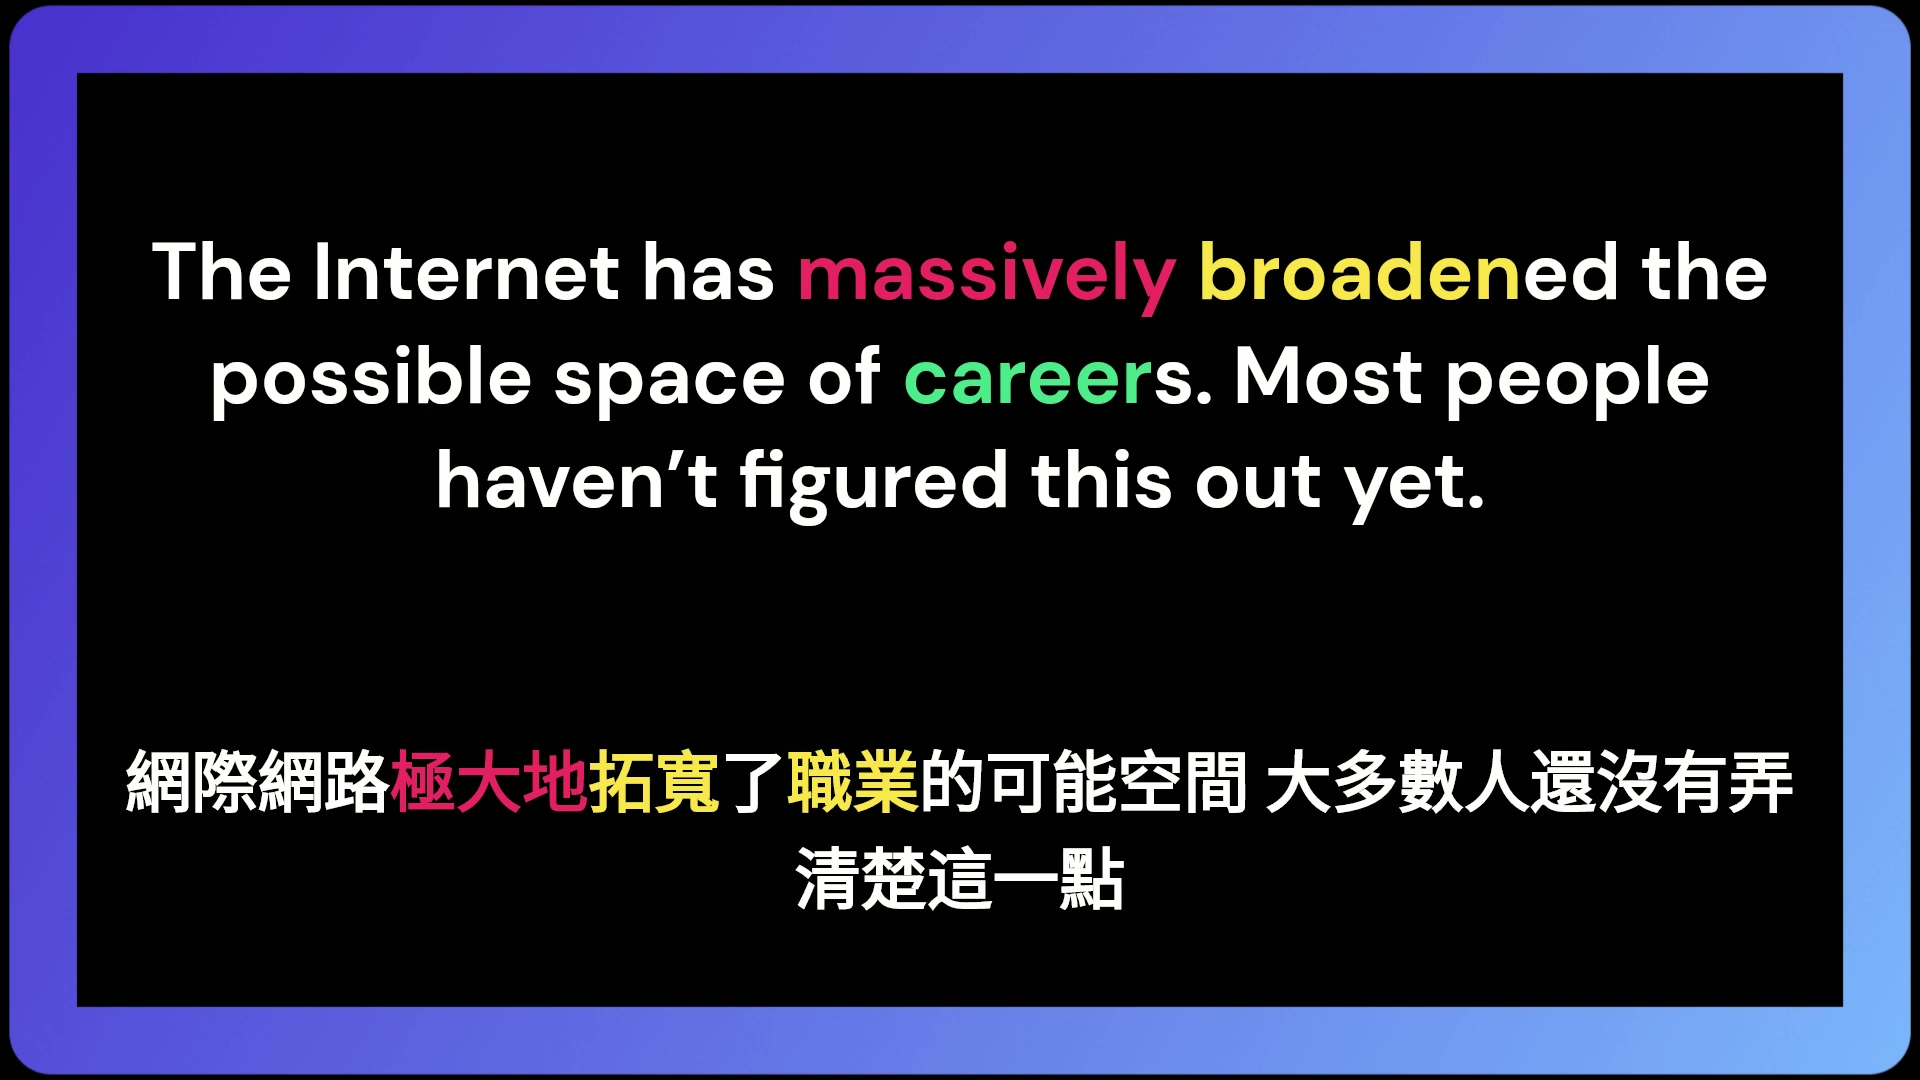 The Internet has massively broadened the
possible space of careers. Most people
haven’t figured this out yet.
網際網路極大地拓寬了職業的可能空間 大多數人還沒有弄
清楚這一點